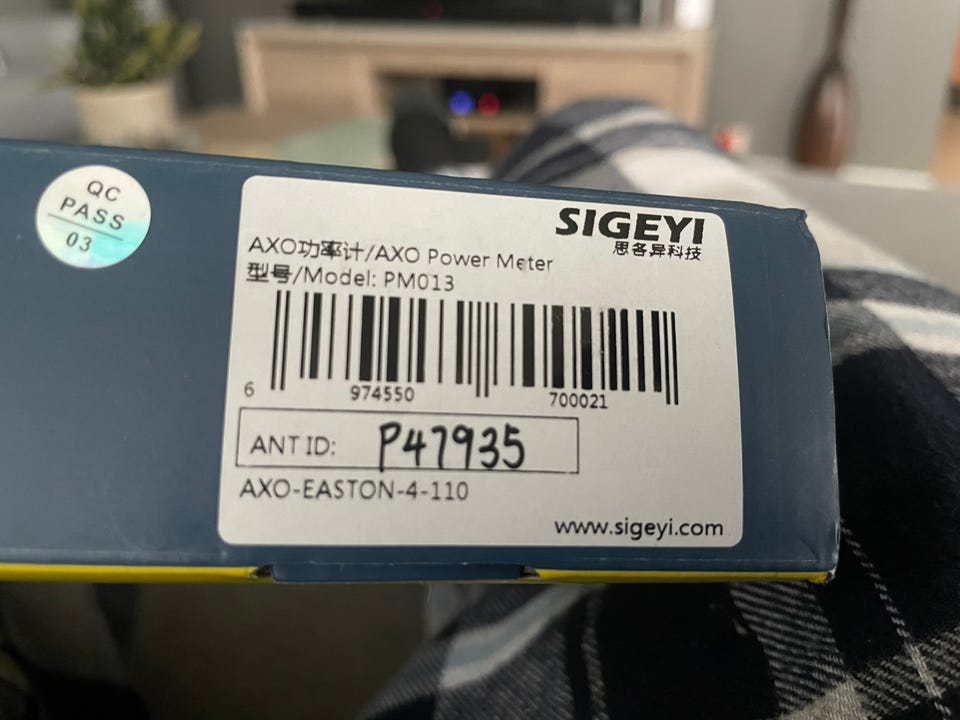 QC
PASS
03
SIGEYI
思各异科技
AXO功率计/AXO Power Meter
型号/Model: PM013
6 974550 700021
ANT ID: P47935
AXO-EASTON-4-110
www.sigeyi.com